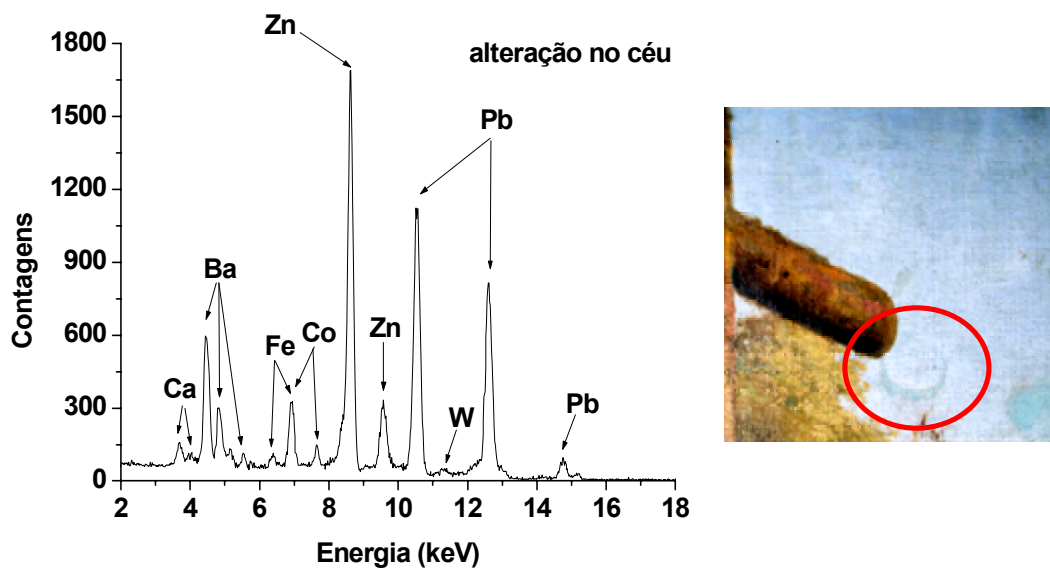 Zn
alteração no céu
Pb
Ba
Ca
Fe Co
Zn
W
Pb
Contagens
1800
1500
1200
900
600
300
0
2 4 6 8 10 12 14 16 18
Energia (keV)